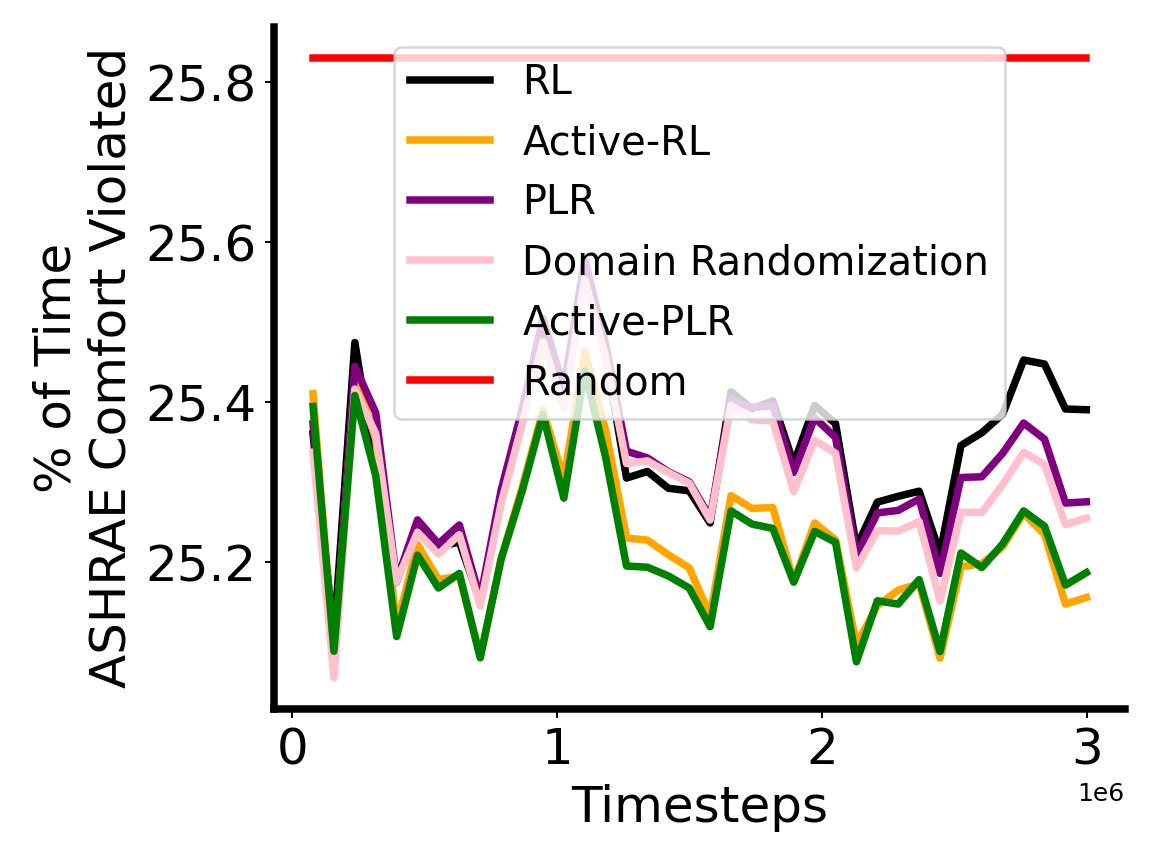 % of Time
ASHRAE Comfort Violated
25.8
25.6
25.4
25.2
RL
Active-RL
PLR
Domain Randomization
Active-PLR
Random
0 1 2 3
1e6
Timesteps